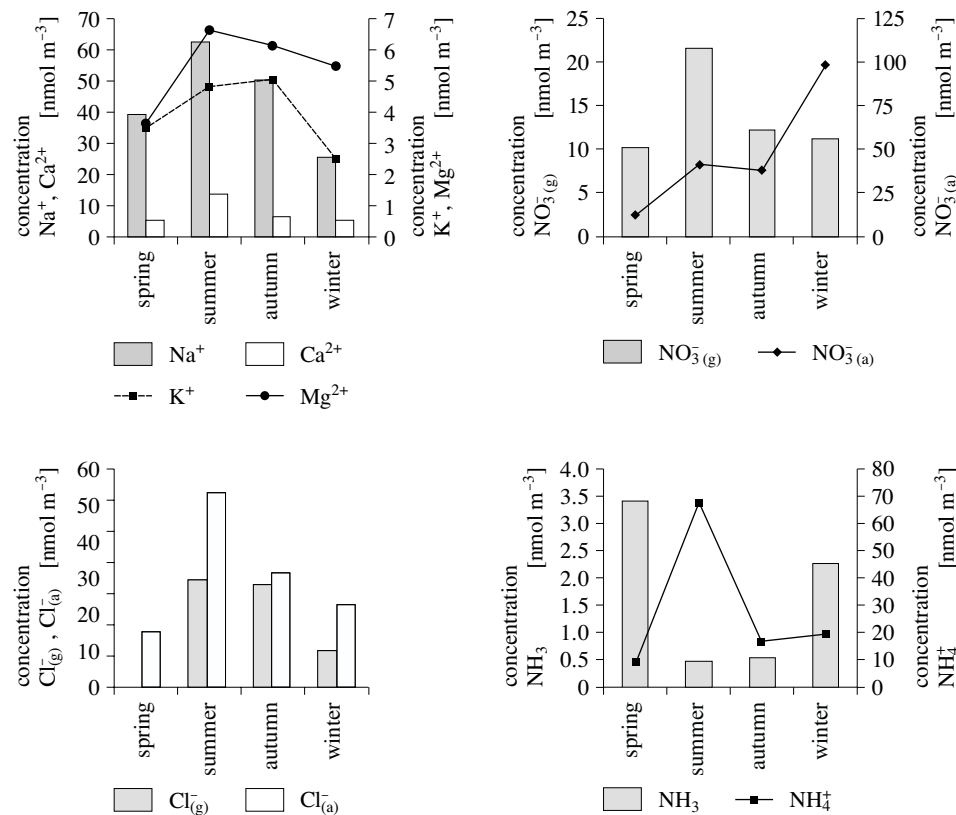 concentration
Na⁺, Ca²⁺ [nmol m⁻³]
70
60
50
40
30
20
10
0
7
6
5
4
3
2
1
0
concentration
K⁺, Mg²⁺ [nmol m⁻³]
spring
summer
autumn
winter
Na⁺ Ca²⁺
K⁺ Mg²⁺
concentration
NO₃⁻(g) [nmol m⁻³]
25
20
15
10
5
0
125
100
75
50
25
0
concentration
NO₃⁻(a) [nmol m⁻³]
spring
summer
autumn
winter
NO₃⁻(g) NO₃⁻(a)
concentration
Cl⁻(g), Cl⁻(a) [nmol m⁻³]
60
50
40
30
20
10
0
spring
summer
autumn
winter
Cl⁻(g) Cl⁻(a)
concentration
NH₃ [nmol m⁻³]
4.0
3.5
3.0
2.5
2.0
1.5
1.0
0.5
0
80
70
60
50
40
30
20
10
0
concentration
NH₄⁺ [nmol m⁻³]
spring
summer
autumn
winter
NH₃ NH₄⁺